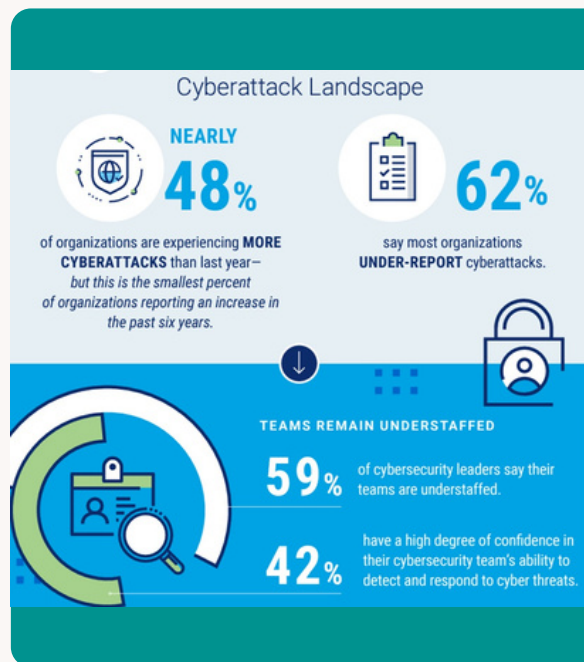 Cyberattack Landscape
NEARLY
48%
of organizations are experiencing MORE
CYBERATTACKS than last year—
but this is the smallest percent
of organizations reporting an increase in
the past six years.
62%
say most organizations
UNDER-REPORT cyberattacks.
TEAMS REMAIN UNDERSTAFFED
59%
of cybersecurity leaders say their
teams are understaffed.
42%
have a high degree of confidence in
their cybersecurity team's ability to
detect and respond to cyber threats.